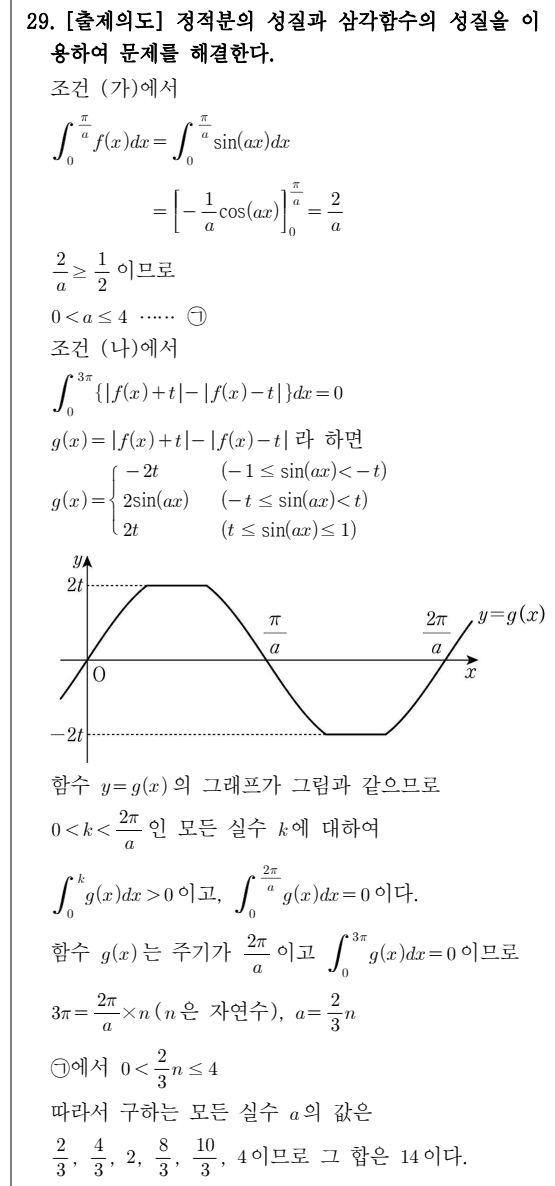 29. [출제의도] 정적분의 성질과 삼각함수의 성질을 이
용하여 문제를 해결한다.
조건 (가)에서
∫_0^{π/a} f(x)dx = ∫_0^{π/a} sin(ax)dx
= [−1/a cos(ax)]_0^{π/a} = 2/a
2/a ≥ 1/2 이므로
0 < a ≤ 4 ⋯⋯ ㉠
조건 (나)에서
∫_0^{3π} {|f(x)+t|−|f(x)−t|}dx = 0
g(x) = |f(x)+t|−|f(x)−t| 라 하면
g(x) = { −2t (−1 ≤ sin(ax) < −t)
2sin(ax) (−t ≤ sin(ax) < t)
2t (t ≤ sin(ax) ≤ 1)
y
2t
π/a
2π/a
y=g(x)
O
x
−2t
함수 y=g(x)의 그래프가 그림과 같으므로
0 < k < 2π/a 인 모든 실수 k에 대하여
∫_0^k g(x)dx > 0 이고, ∫_0^{2π/a} g(x)dx = 0 이다.
함수 g(x)는 주기가 2π/a 이고 ∫_0^{3π} g(x)dx = 0 이므로
3π = 2π/a × n (n은 자연수), a = 2/3 n
㉠에서 0 < 2/3 n ≤ 4
따라서 구하는 모든 실수 a의 값은
2/3, 4/3, 2, 8/3, 10/3, 4이므로 그 합은 14이다.